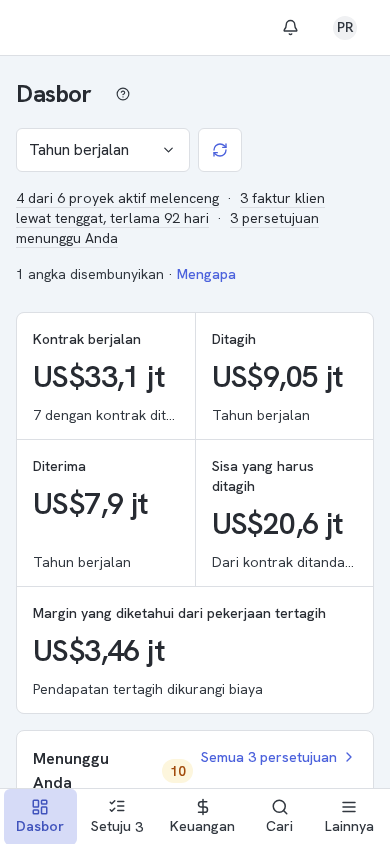 PR
Dasbor
Tahun berjalan
4 dari 6 proyek aktif melenceng · 3 faktur klien
lewat tenggat, terlama 92 hari · 3 persetujuan
menunggu Anda
1 angka disembunyikan · Mengapa
Kontrak berjalan
US$33,1 jt
7 dengan kontrak dit...
Ditagih
US$9,05 jt
Tahun berjalan
Diterima
US$7,9 jt
Tahun berjalan
Sisa yang harus
ditagih
US$20,6 jt
Dari kontrak ditanda...
Margin yang diketahui dari pekerjaan tertagih
US$3,46 jt
Pendapatan tertagih dikurangi biaya
Menunggu
Anda
10
Semua 3 persetujuan
Dasbor
Setuju 3
Keuangan
Cari
Lainnya